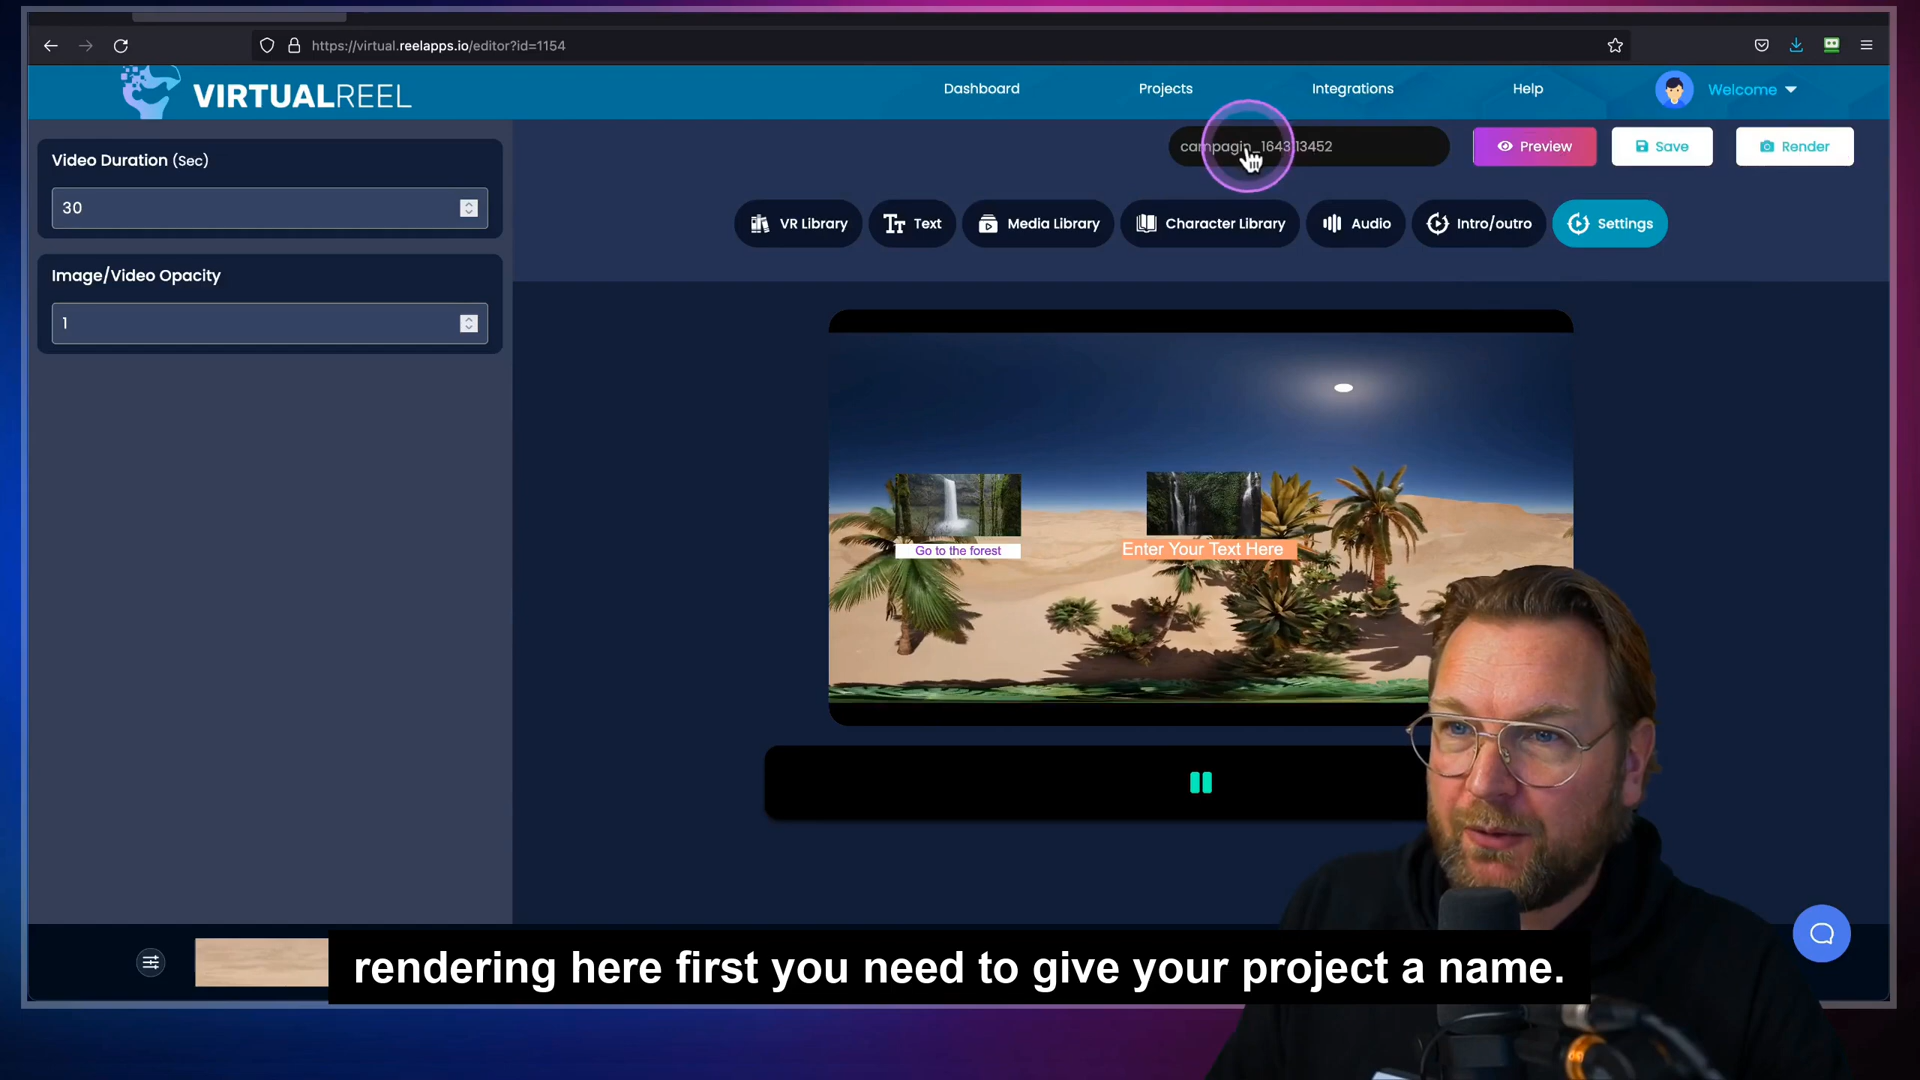 https://virtual.reelapps.io/editor?id=1154
VIRTUALREEL
Dashboard
Projects
Integrations
Help
Welcome
Video Duration (Sec)
30
Image/Video Opacity
1
Preview
Save
Render
VR Library
Text
Media Library
Character Library
Audio
Intro/outro
Settings
Go to the forest
Enter Your Text Here
rendering here first you need to give your project a name.